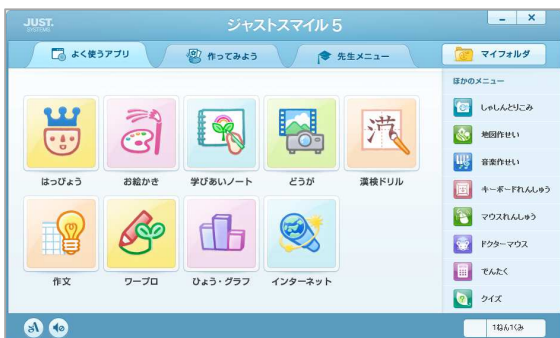 JUST.
SYSTEMS
ジャストスマイル 5
よく使うアプリ
作ってみよう
先生メニュー
マイフォルダ
はっぴょう
お絵かき
学びあいノート
どうが
漢検ドリル
作文
ワープロ
ひょう・グラフ
インターネット
ほかのメニュー
しゃしんとりこみ
地図作せい
音楽作せい
キーボードれんしゅう
マウスれんしゅう
ドクターマウス
でんたく
クイズ
1ねん1くみ